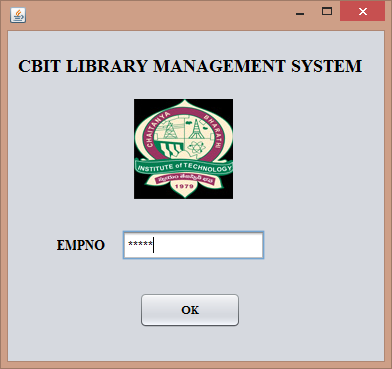 CBIT LIBRARY MANAGEMENT SYSTEM
CHAITANYA BHARATHI
INSTITUTE of TECHNOLOGY
1979
EMPNO *****
OK